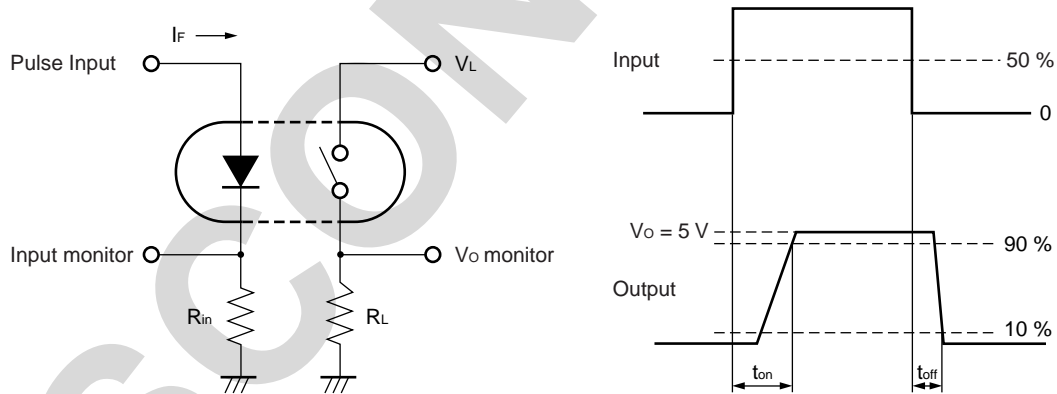 IF
Pulse Input
VL
Input monitor
VO monitor
Rin
RL
Input
50 %
0
VO = 5 V
90 %
Output
10 %
ton
toff